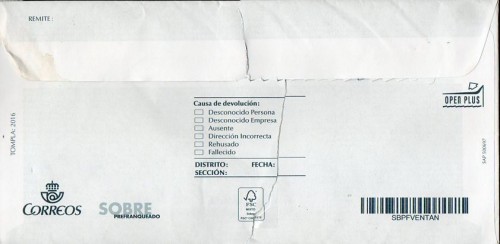 REMITE:
OPEN PLUS
TOMPLA: 2016
Causa de devolución:
Desconocido Persona
Desconocido Empresa
Ausente
Dirección Incorrecta
Rehusado
Fallecido
DISTRITO: FECHA:
SECCIÓN:
CORREOS
SOBRE
PREFRANQUEADO
FSC
SBPFVENTAN